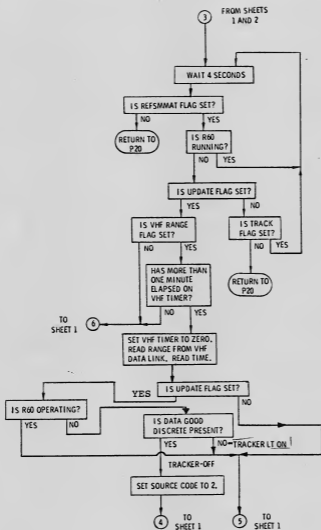 FROM SHEETS
1 AND 2
3
WAIT 4 SECONDS
IS REFSMMAT FLAG SET?
NO
YES
RETURN TO
P20
IS R60
RUNNING?
NO
YES
IS UPDATE FLAG SET?
YES
NO
IS VHF RANGE
FLAG SET?
NO
YES
IS TRACK
FLAG SET?
NO
YES
RETURN TO
P20
HAS MORE THAN
ONE MINUTE
ELAPSED ON
VHF TIMER?
NO
YES
TO
SHEET 1
6
SET VHF TIMER TO ZERO.
READ RANGE FROM VHF
DATA LINK. READ TIME.
YES
IS UPDATE FLAG SET?
NO
IS R60 OPERATING?
YES
NO
IS DATA GOOD
DISCRETE PRESENT?
YES
NO-TRACKER LT ON
TRACKER-OFF
SET SOURCE CODE TO 2.
4
TO
SHEET 1
5
TO
SHEET 1